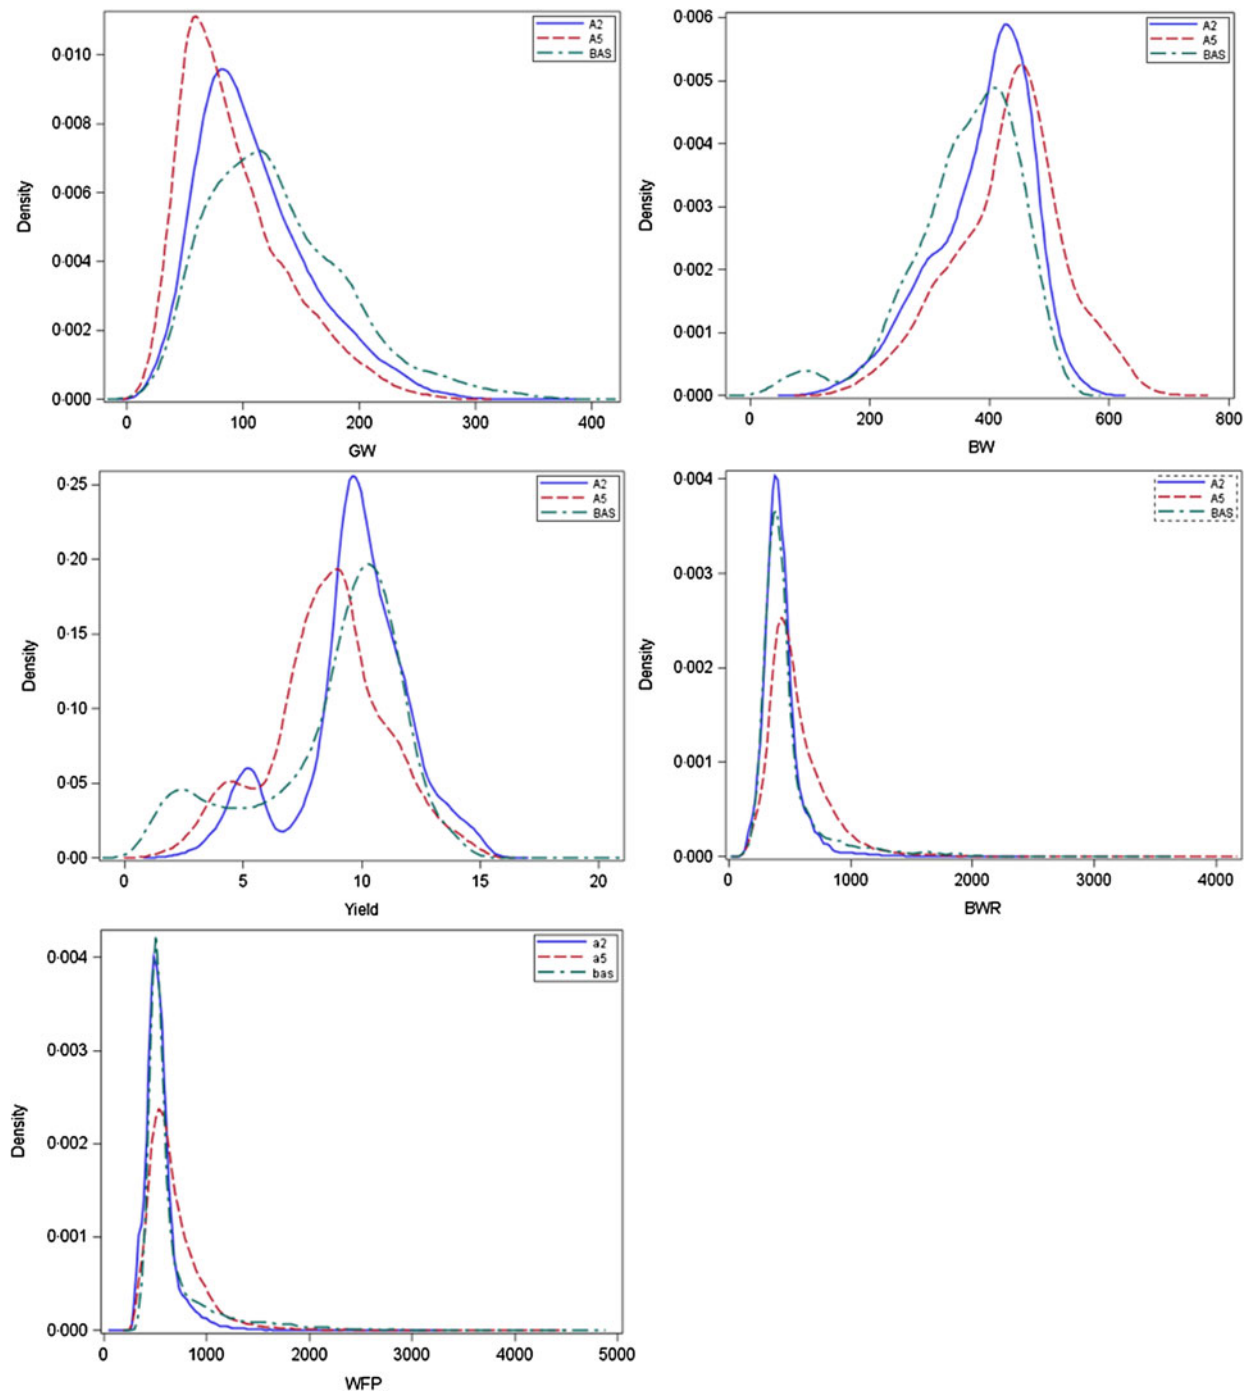 A2
A5
BAS
0·010
0·008
0·006
0·004
0·002
0·000
Density
0 100 200 300 400
GW
A2
A5
BAS
0·006
0·005
0·004
0·003
0·002
0·001
0·000
Density
0 200 400 600 800
BW
A2
A5
BAS
0·25
0·20
0·15
0·10
0·05
0·00
Density
0 5 10 15 20
Yield
A2
A5
BAS
0·004
0·003
0·002
0·001
0·000
Density
0 1000 2000 3000 4000
BWR
a2
a5
bas
0·004
0·003
0·002
0·001
0·000
Density
0 1000 2000 3000 4000 5000
WFP